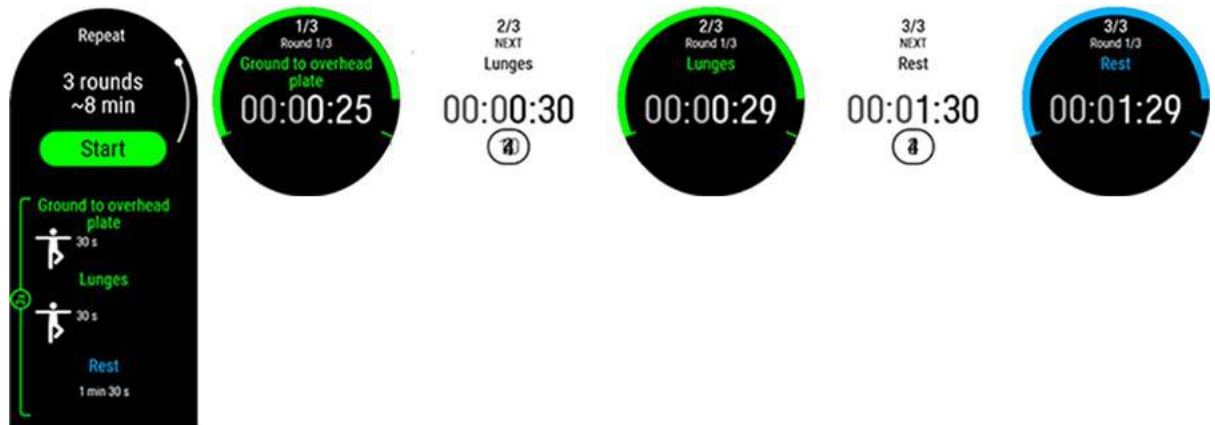 Repeat
3 rounds
~8 min
Start
Ground to overhead
plate
30 s
Lunges
30 s
Rest
1 min 30 s
1/3
Round 1/3
Ground to overhead
plate
00:00:25
2/3
NEXT
Lunges
00:00:30
2/3
Round 1/3
Lunges
00:00:29
3/3
NEXT
Rest
00:01:30
3/3
Round 1/3
Rest
00:01:29